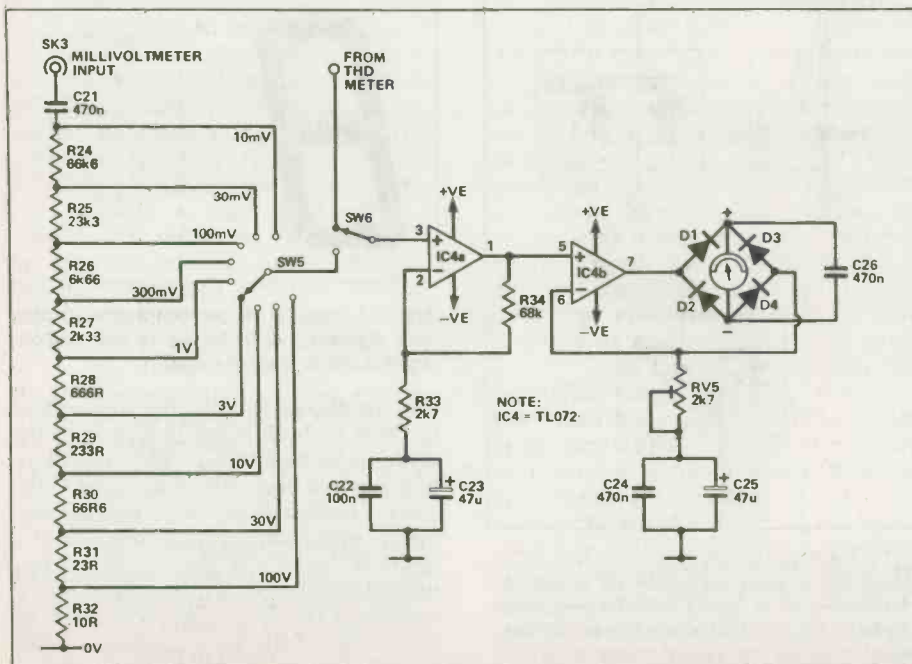 SK3
MILLIVOLTMETER
INPUT
C21
470n
R24
66k6
R25
23k3
R26
6k66
R27
2k33
R28
666R
R29
233R
R30
66R6
R31
23R
R32
10R
0V
10mV
30mV
100mV
300mV
1V
3V
10V
30V
100V
SW5
FROM
THD
METER
SW6
+VE
3
+
IC4a
1
2
−
−VE
R34
68k
R33
2k7
C22
100n
+
C23
47u
NOTE:
IC4 = TL072
+VE
5
+
IC4b
7
6
−
−VE
+
D1
D3
D2
D4
−
C26
470n
RV5
2k7
C24
470n
+
C25
47u